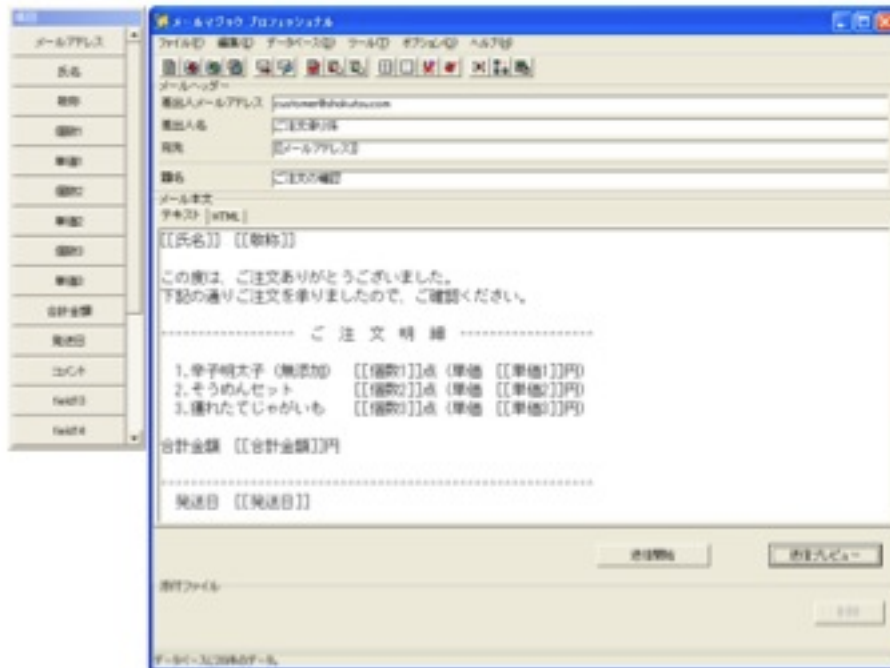 メールアドレス
氏名
敬称
個数1
単価1
個数2
単価2
個数3
単価3
合計金額
発送日
コメント
field13
field14
メールマジック プロフェッショナル
ファイル(F) 編集(E) データベース(D) ツール(T) オプション(O) ヘルプ(H)
メールヘッダー
差出人メールアドレス
差出人名 ご注文承り係
宛先 [[メールアドレス]]
題名 ご注文の確認
メール本文
テキスト HTML
[[氏名]] [[敬称]]
この度は、ご注文ありがとうございました。
下記の通りご注文を承りましたので、ご確認ください。
------------------ ご 注 文 明 細 ------------------
1.辛子明太子（無添加） [[個数1]]点（単価 [[単価1]]円）
2.そうめんセット [[個数2]]点（単価 [[単価2]]円）
3.獲れたてじゃがいも [[個数3]]点（単価 [[単価3]]円）
合計金額 [[合計金額]]円
発送日 [[発送日]]
送信開始 送信プレビュー
添付ファイル